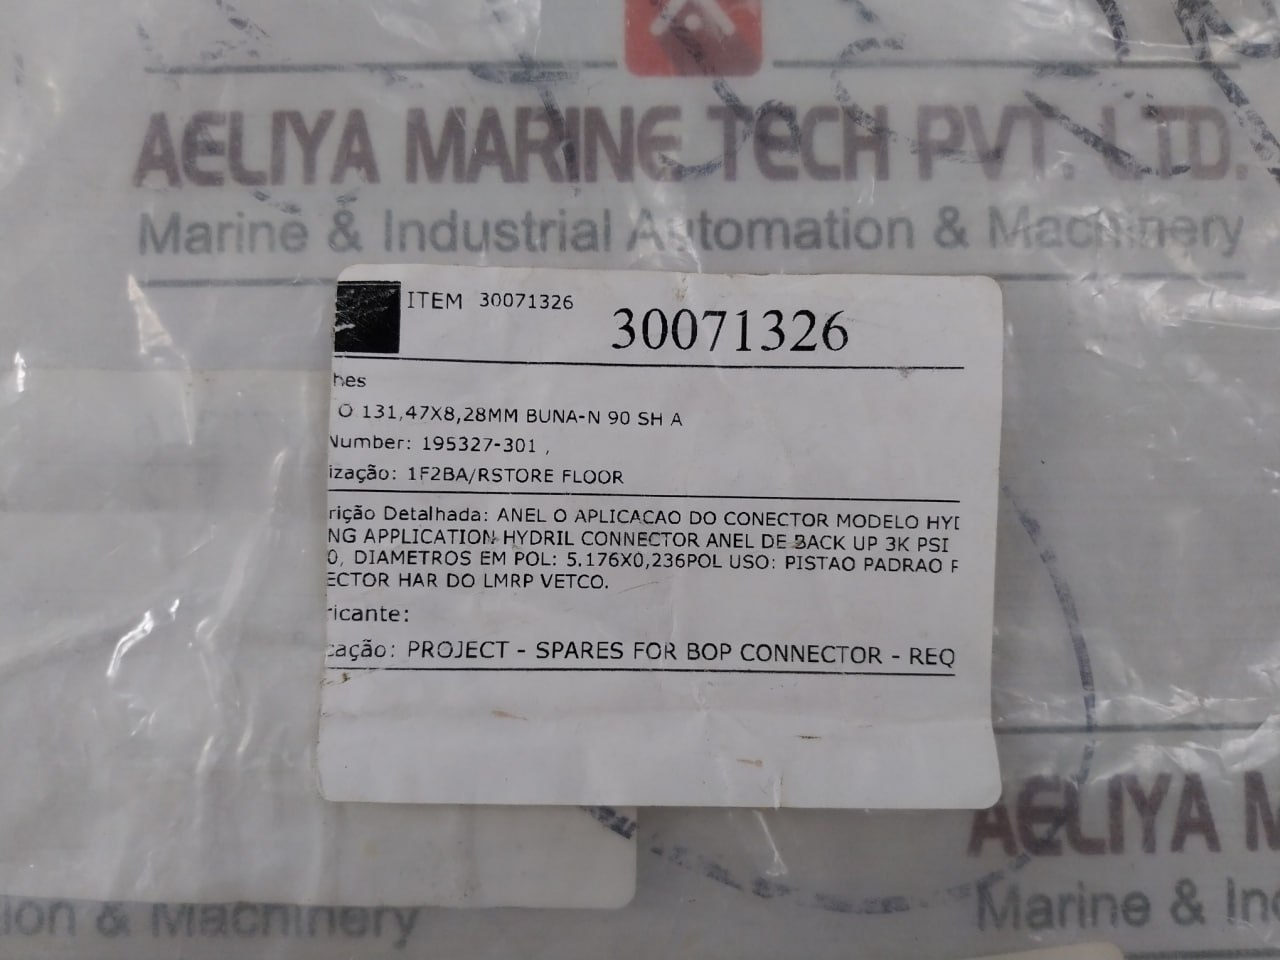 AELIYA MARINE TECH PVT. LTD.
Marine & Industrial Automation & Machinery
ITEM 30071326
30071326
hes
O 131,47X8,28MM BUNA-N 90 SH A
Number: 195327-301 ,
ização: 1F2BA/RSTORE FLOOR
rição Detalhada: ANEL O APLICACAO DO CONECTOR MODELO HYD
NG APPLICATION HYDRIL CONNECTOR ANEL DE BACK UP 3K PSI
0, DIAMETROS EM POL: 5.176X0,236POL USO: PISTAO PADRAO F
ECTOR HAR DO LMRP VETCO.
ricante:
cação: PROJECT - SPARES FOR BOP CONNECTOR - REQ
AELIYA M
Marine & Ind
ion & Machinery